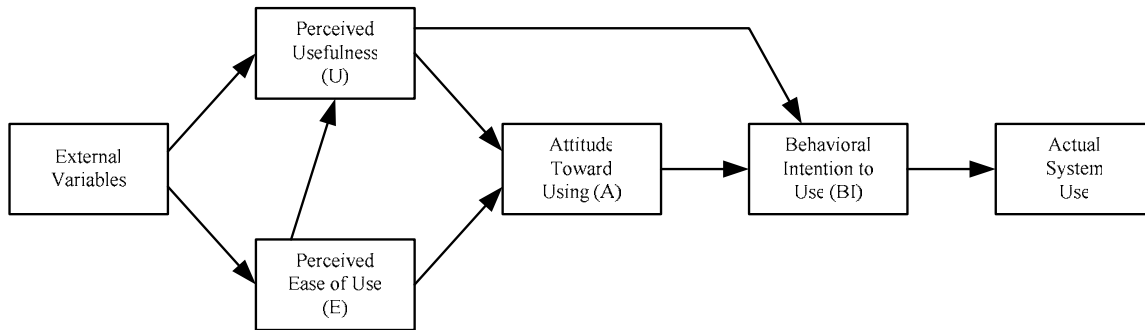 Perceived
Usefulness
(U)
External
Variables
Attitude
Toward
Using (A)
Behavioral
Intention to
Use (BI)
Actual
System
Use
Perceived
Ease of Use
(E)